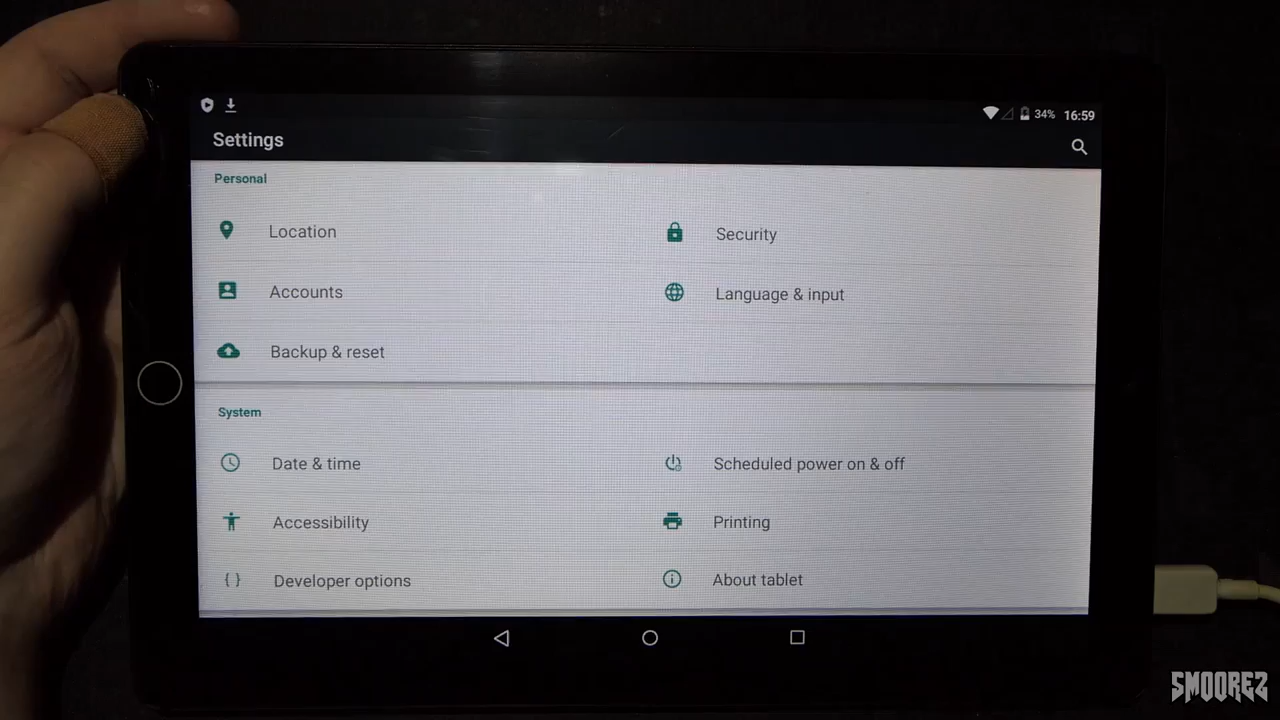 34% 16:59
Settings
Personal
Location
Security
Accounts
Language & input
Backup & reset
System
Date & time
Scheduled power on & off
Accessibility
Printing
{ } Developer options
About tablet
SMOOREZ